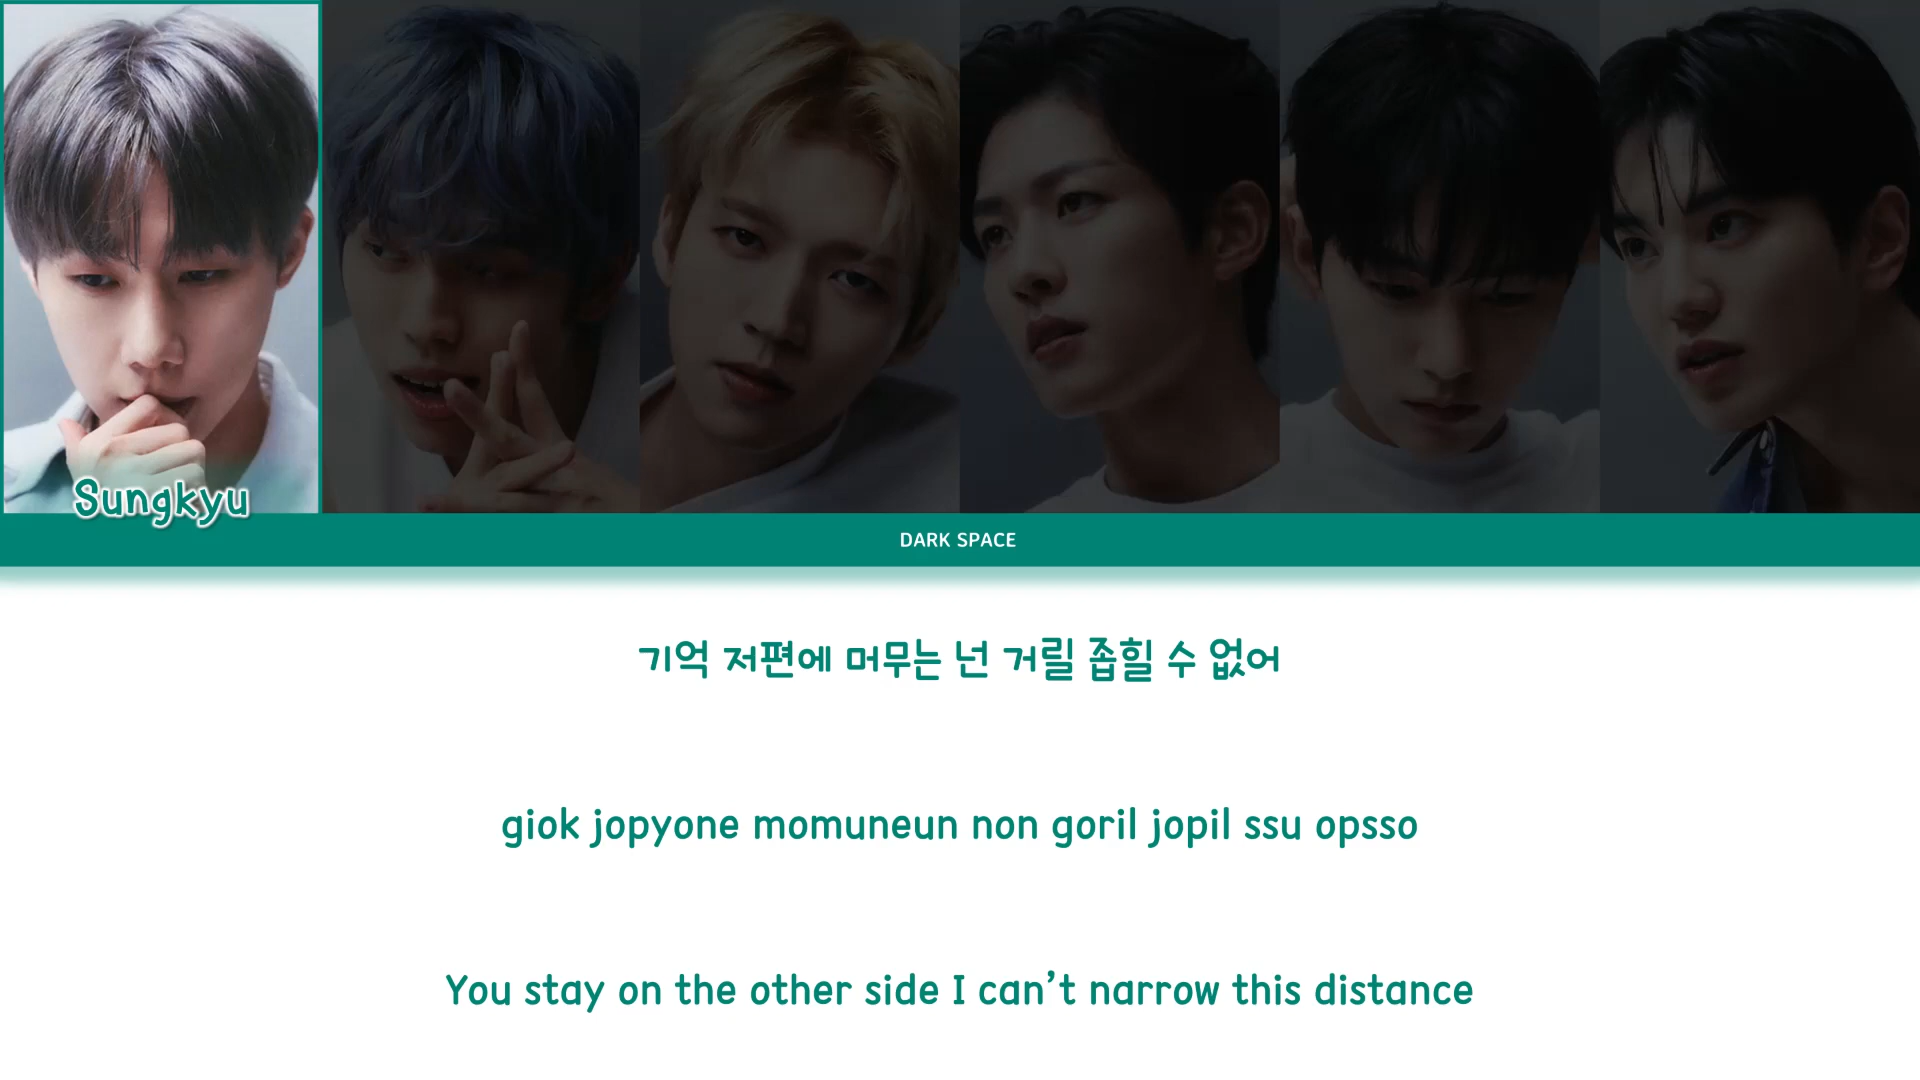 Sungkyu
DARK SPACE
기억 저편에 머무는 넌 거릴 좁힐 수 없어
giok jopyone momuneun non goril jopil ssu opsso
You stay on the other side I can’t narrow this distance